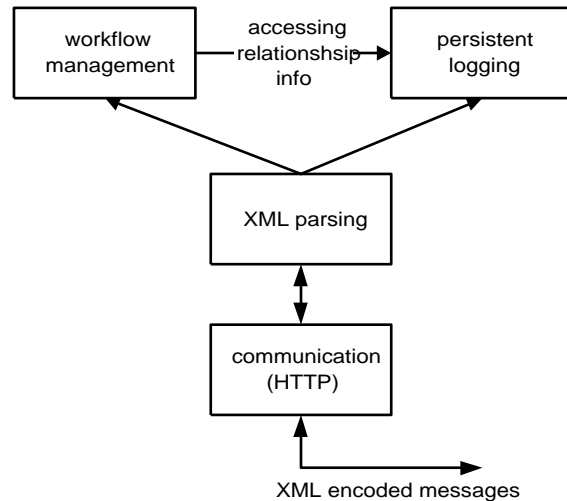 workflow
management
accessing
relationshsip
info
persistent
logging
XML parsing
communication
(HTTP)
XML encoded messages